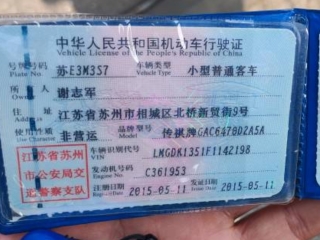 中华人民共和国机动车行驶证
Vehicle License of the People's Republic of China
号牌号码 苏E3M3S7 车辆类型 小型普通客车
Plate No. Vehicle Type
所有人 谢志军
Owner
住址 江苏省苏州市相城区北桥新贸街9号
Address
使用性质 非营运 品牌型号 传祺牌GAC6470D2A5A
江苏省苏州 车辆识别代号 LMGDK1351F1142198
VIN
市公安局交 发动机号码 C361953
北警察支队 注册日期 2015-05-11 发证日期 2015-05-11